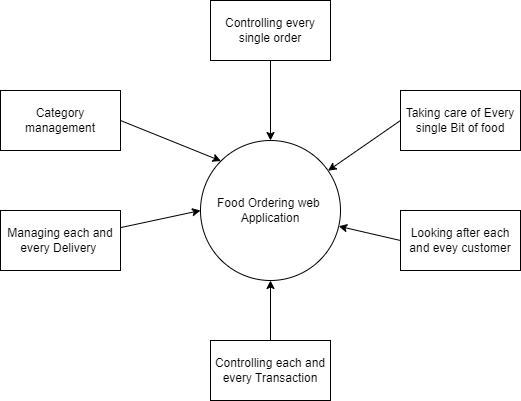 Controlling every
single order
Category
management
Taking care of Every
single Bit of food
Food Ordering web
Application
Managing each and
every Delivery
Looking after each
and evey customer
Controlling each and
every Transaction